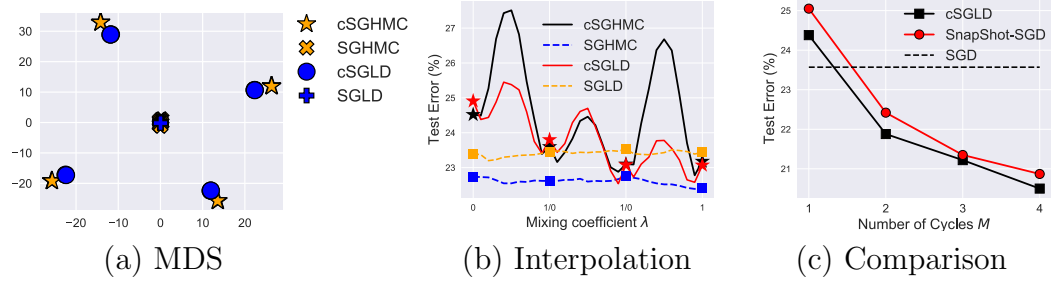 30
20
10
0
−10
−20
−20
−10
0
10
20
cSGHMC
SGHMC
cSGLD
SGLD
(a) MDS
Test Error (%)
27
26
25
24
23
0
1/0
1/0
1
Mixing coefficient λ
cSGHMC
SGHMC
cSGLD
SGLD
(b) Interpolation
Test Error (%)
25
24
23
22
21
1
2
3
4
Number of Cycles M
cSGLD
SnapShot-SGD
SGD
(c) Comparison